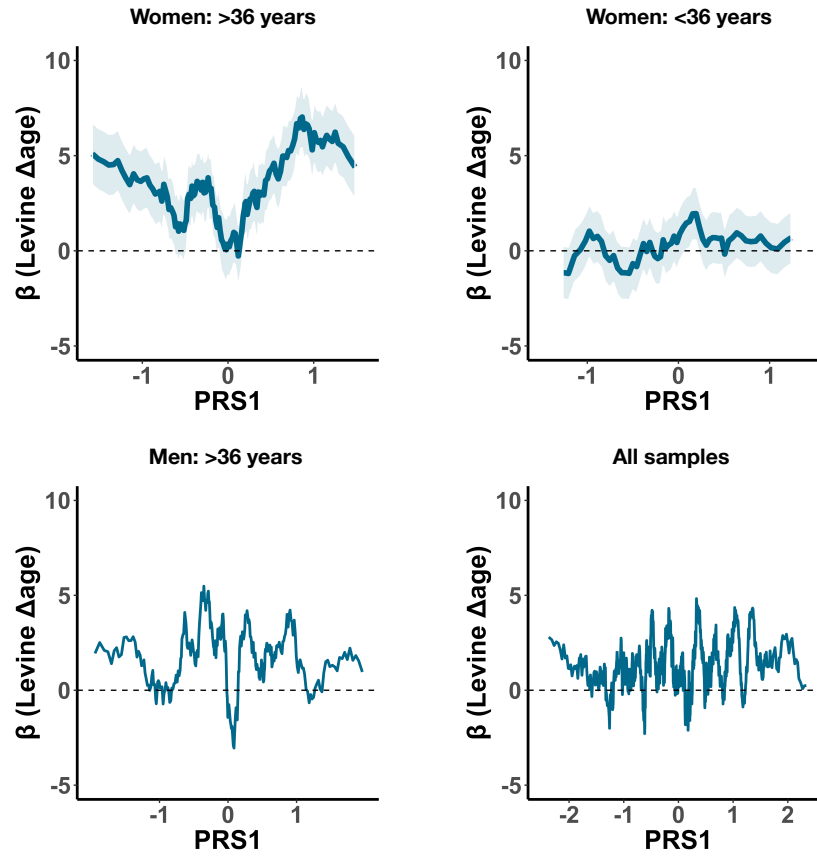 Women: >36 years
10
5
0
-5
β (Levine Δage)
-1
0
1
PRS1
Women: <36 years
10
5
0
-5
β (Levine Δage)
-1
0
1
PRS1
Men: >36 years
10
5
0
-5
β (Levine Δage)
-1
0
1
PRS1
All samples
10
5
0
-5
β (Levine Δage)
-2
-1
0
1
2
PRS1